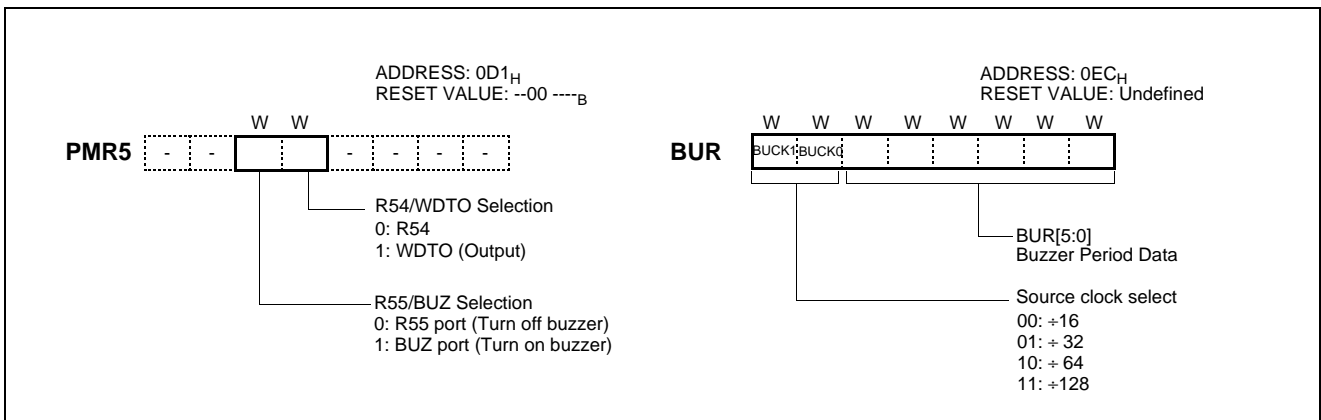 ADDRESS: 0D1H
RESET VALUE: --00 ----B
W W
PMR5 - - - - - -
R54/WDTO Selection
0: R54
1: WDTO (Output)
R55/BUZ Selection
0: R55 port (Turn off buzzer)
1: BUZ port (Turn on buzzer)
ADDRESS: 0ECH
RESET VALUE: Undefined
W W W W W W W W
BUR BUCK1 BUCK0
BUR[5:0]
Buzzer Period Data
Source clock select
00: ÷16
01: ÷ 32
10: ÷ 64
11: ÷128